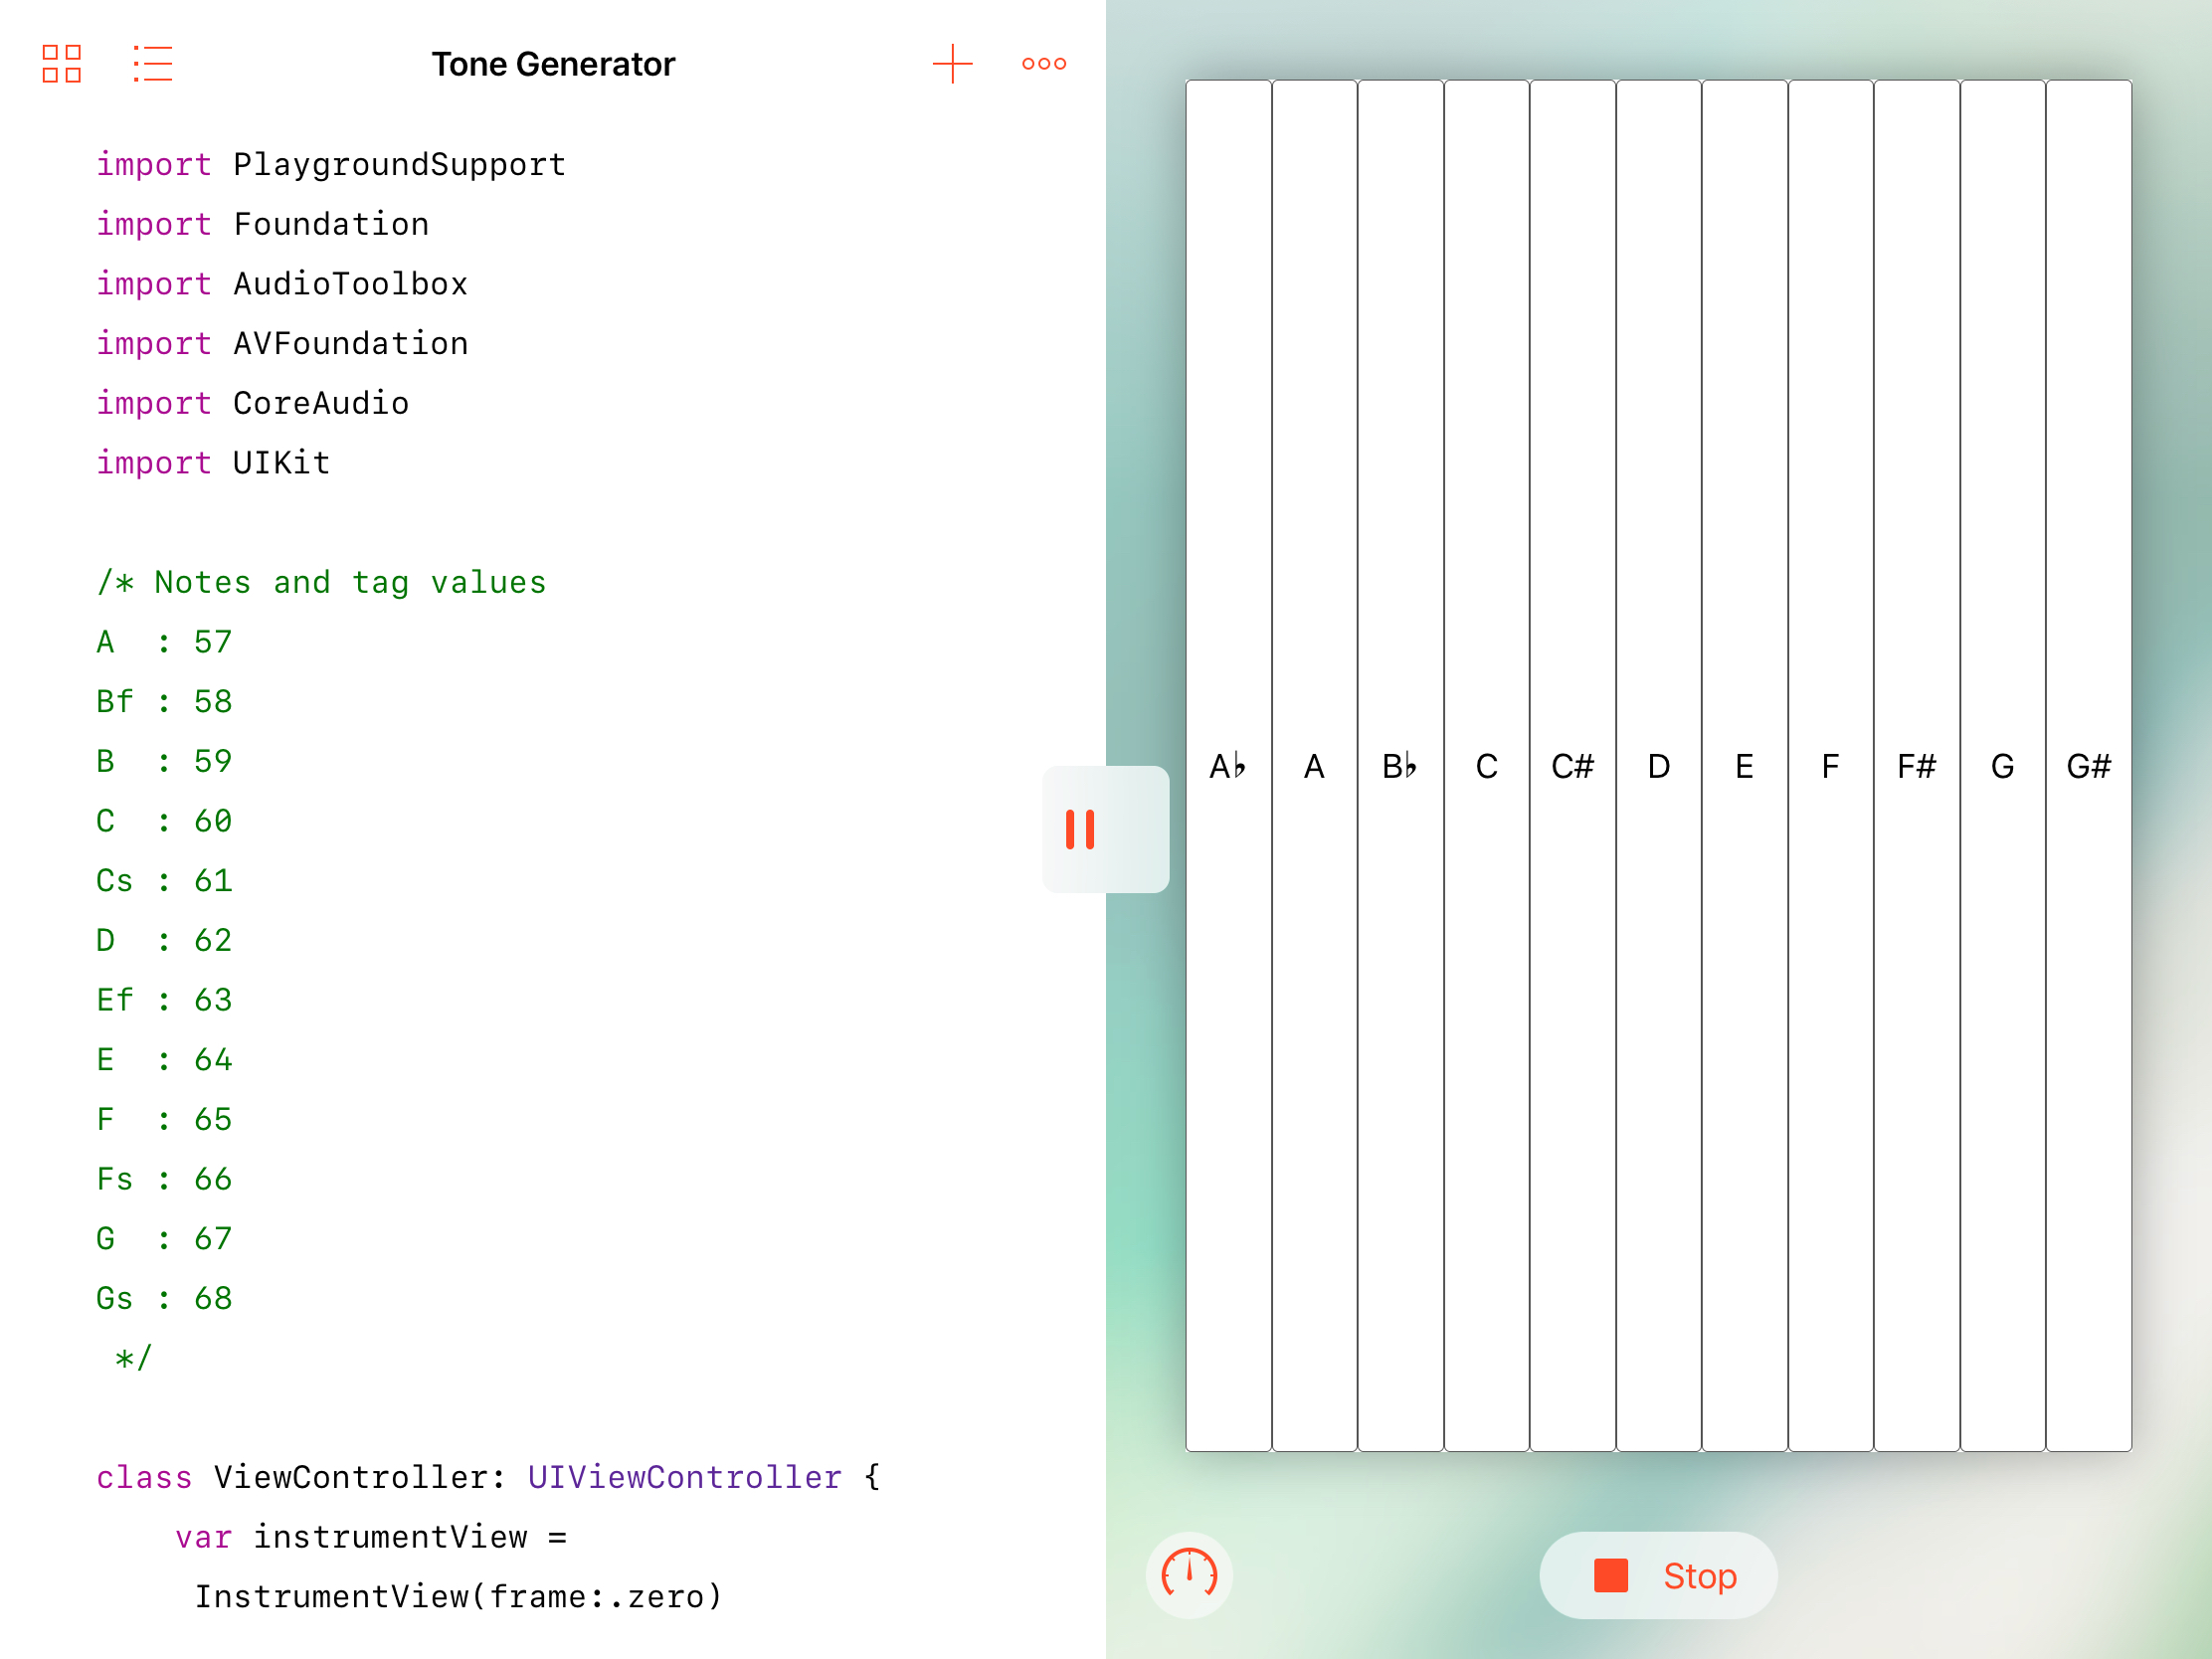 Tone Generator
import PlaygroundSupport
import Foundation
import AudioToolbox
import AVFoundation
import CoreAudio
import UIKit
/* Notes and tag values
A  : 57
Bf : 58
B  : 59
C  : 60
Cs : 61
D  : 62
Ef : 63
E  : 64
F  : 65
Fs : 66
G  : 67
Gs : 68
*/
class ViewController: UIViewController {
var instrumentView =
InstrumentView(frame:.zero)
A♭ A B♭ C C# D E F F# G G#
Stop